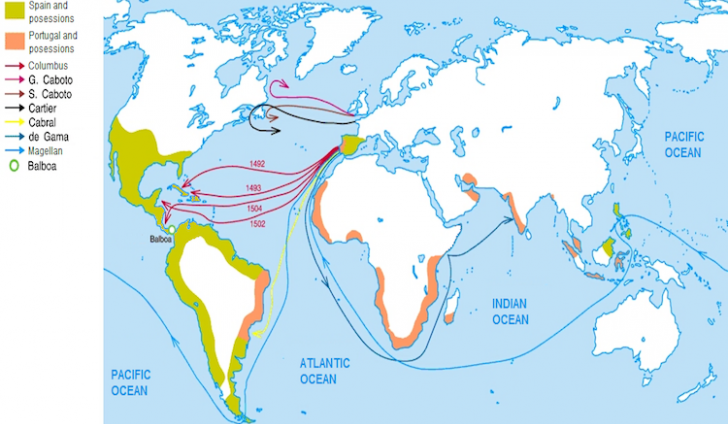 Spain and
posessions
Portugal and
posessions
Columbus
G. Caboto
S. Caboto
Cartier
Cabral
de Gama
Magellan
Balboa
1492
1493
1504
1502
Balboa
PACIFIC
OCEAN
INDIAN
OCEAN
ATLANTIC
OCEAN
PACIFIC
OCEAN